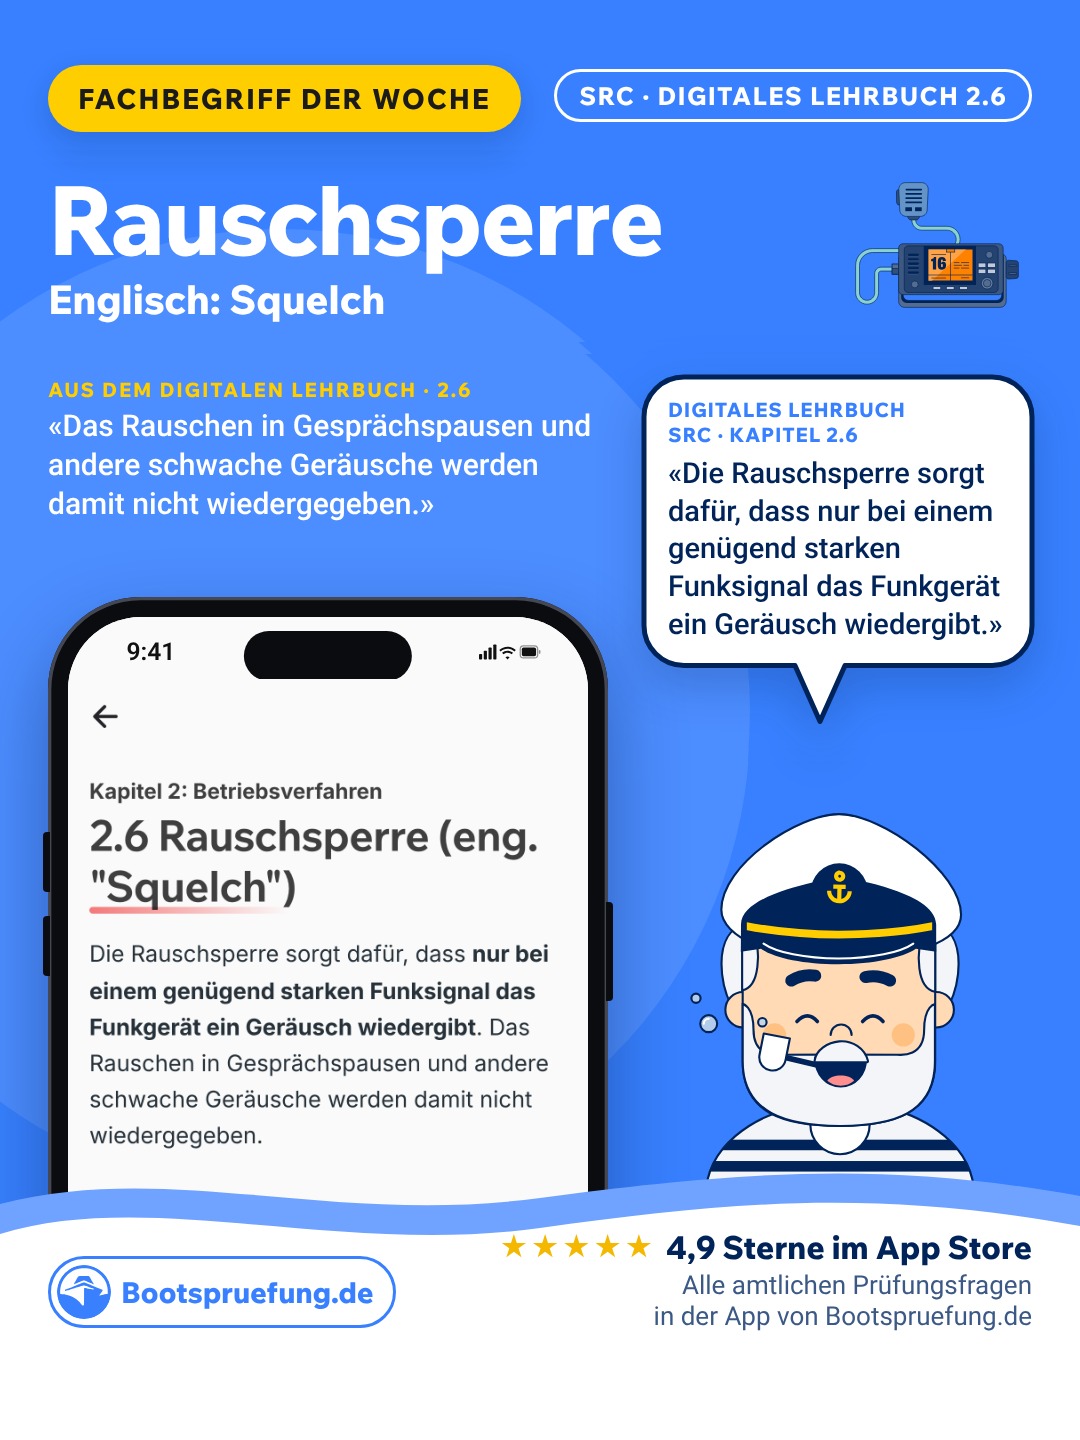 FACHBEGRIFF DER WOCHE
SRC · DIGITALES LEHRBUCH 2.6
Rauschsperre
Englisch: Squelch
16
AUS DEM DIGITALEN LEHRBUCH · 2.6
«Das Rauschen in Gesprächspausen und
andere schwache Geräusche werden
damit nicht wiedergegeben.»
DIGITALES LEHRBUCH
SRC · KAPITEL 2.6
«Die Rauschsperre sorgt
dafür, dass nur bei einem
genügend starken
Funksignal das Funkgerät
ein Geräusch wiedergibt.»
9:41
Kapitel 2: Betriebsverfahren
2.6 Rauschsperre (eng.
"Squelch")
Die Rauschsperre sorgt dafür, dass nur bei
einem genügend starken Funksignal das
Funkgerät ein Geräusch wiedergibt. Das
Rauschen in Gesprächspausen und andere
schwache Geräusche werden damit nicht
wiedergegeben.
Bootspruefung.de
★★★★★ 4,9 Sterne im App Store
Alle amtlichen Prüfungsfragen
in der App von Bootspruefung.de